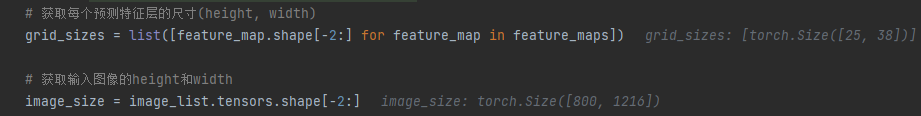 # 获取每个预测特征层的尺寸(height, width)
grid_sizes = list([feature_map.shape[-2:] for feature_map in feature_maps])   grid_sizes: [torch.Size([25, 38])]
# 获取输入图像的height和width
image_size = image_list.tensors.shape[-2:]   image_size: torch.Size([800, 1216])